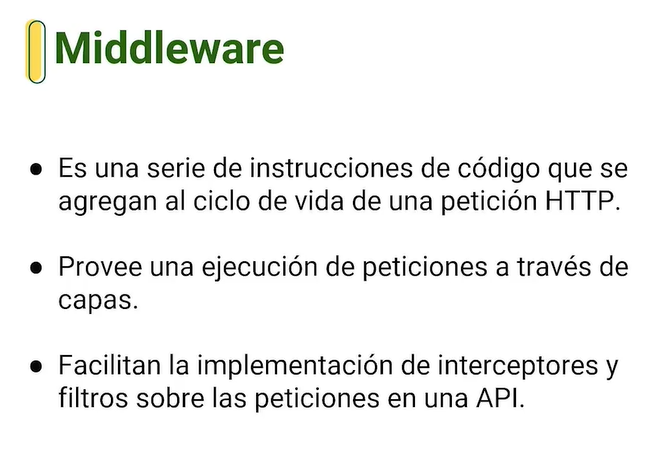 Middleware
● Es una serie de instrucciones de código que se
agregan al ciclo de vida de una petición HTTP.
● Provee una ejecución de peticiones a través de
capas.
● Facilitan la implementación de interceptores y
filtros sobre las peticiones en una API.